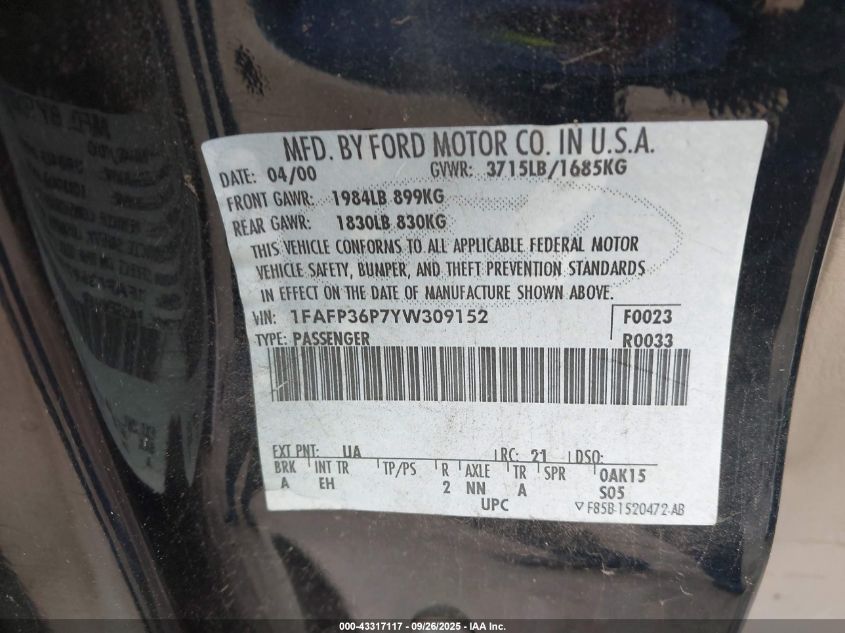 MFD. BY FORD MOTOR CO. IN U.S.A.
DATE: 04/00 GVWR: 3715LB/1685KG
FRONT GAWR: 1984LB 899KG
REAR GAWR: 1830LB 830KG
THIS VEHICLE CONFORMS TO ALL APPLICABLE FEDERAL MOTOR
VEHICLE SAFETY, BUMPER, AND THEFT PREVENTION STANDARDS
IN EFFECT ON THE DATE OF MANUFACTURE SHOWN ABOVE.
VIN: 1FAFP36P7YW309152 F0023
TYPE: PASSENGER R0033
EXT PNT: UA RC: 21 DSO:
BRK INT TR TP/PS R AXLE TR SPR 0AK15
A EH 2 NN A S05
UPC ▽F85B-1520472-AB
000-43317117 - 09/26/2025 - IAA Inc.